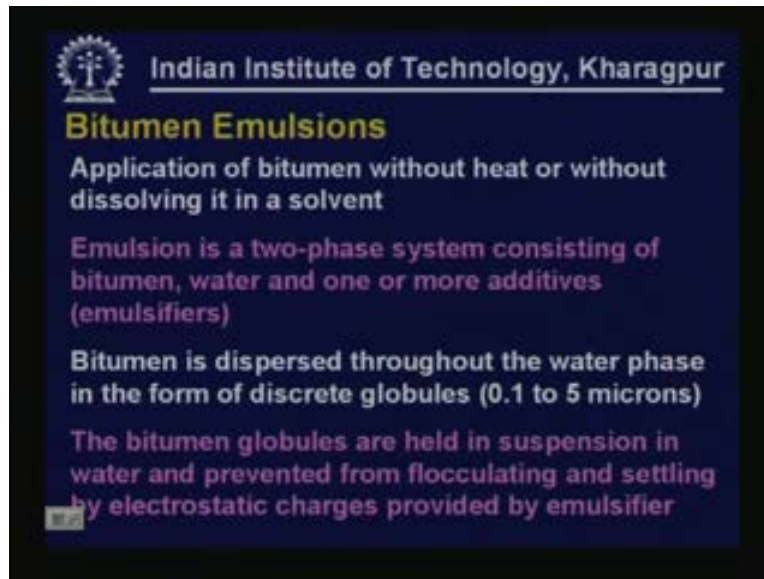 Indian Institute of Technology, Kharagpur
Bitumen Emulsions
Application of bitumen without heat or without
dissolving it in a solvent
Emulsion is a two-phase system consisting of
bitumen, water and one or more additives
(emulsifiers)
Bitumen is dispersed throughout the water phase
in the form of discrete globules (0.1 to 5 microns)
The bitumen globules are held in suspension in
water and prevented from flocculating and settling
by electrostatic charges provided by emulsifier